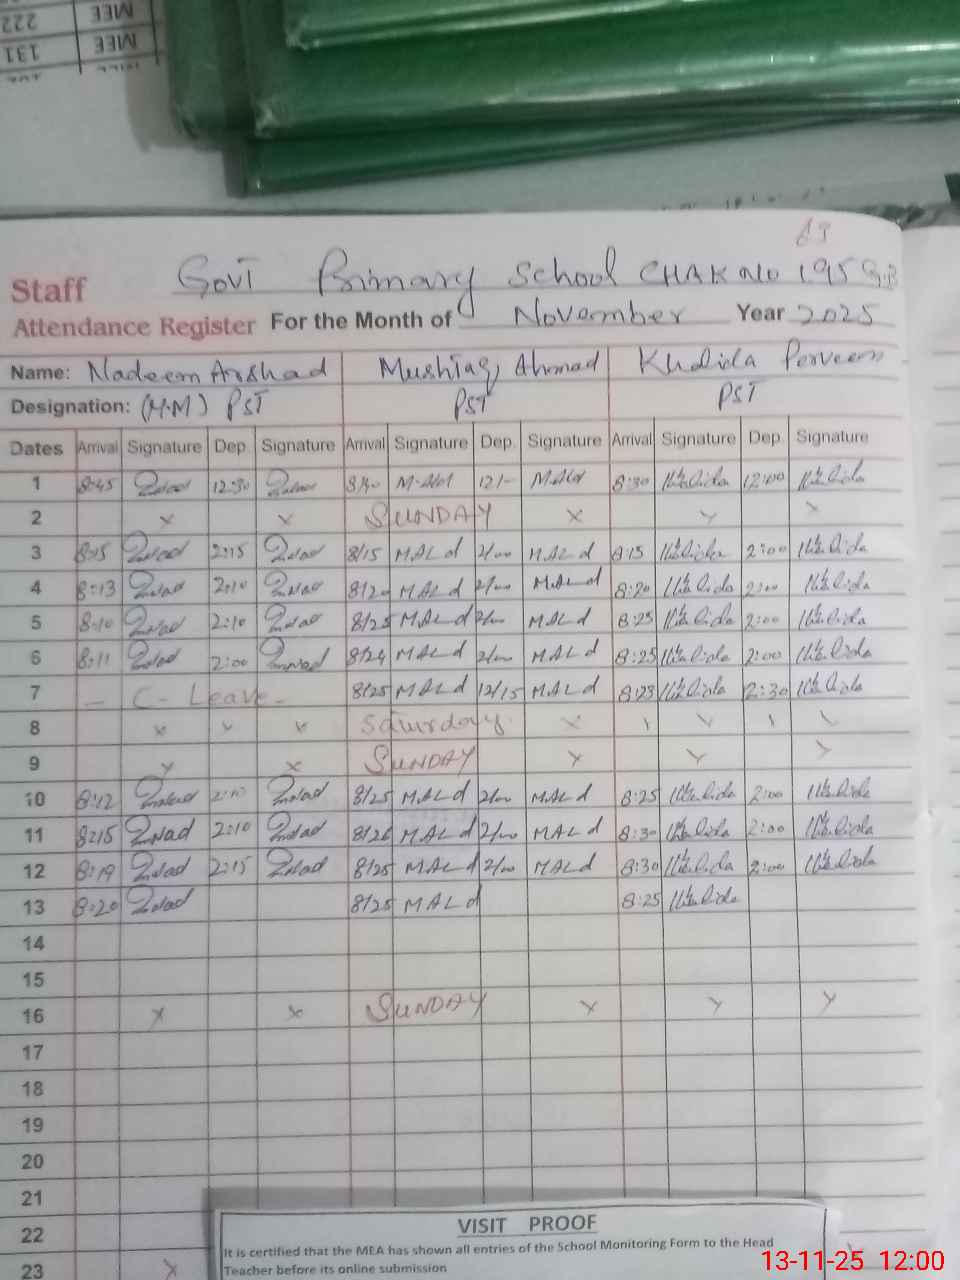 222 MEE
131 MEE
63
Staff Govt Primary School CHAK NO 195 G.B
Attendance Register For the Month of November Year 2025
Name: Nadeem Arshad Mushtaq Ahmad Khalida Perveen
Designation: (H.M) PST PST PST
Dates Arrival Signature Dep. Signature Arrival Signature Dep. Signature Arrival Signature Dep. Signature
1 8:45 12:30 12/- 8:30 Khalida 12:00 Khalida
2 x x SUNDAY x x x
3 8:15 2:15 8/15 MALd 2/00 MALd 8:15 Khalida 2:00 Khalida
4 8:13 2:10 8/20 MALd 2/00 MALd 8:20 Khalida 2:00 Khalida
5 8:10 2:10 8/25 MALd 2/00 MALd 8:25 Khalida 2:00 Khalida
6 8:11 2:00 8/24 MALd 2/00 MALd 8:25 Khalida 2:00 Khalida
7 - C- Leave - 8/25 MALd 12/15 MALd 8:23 Khalida 2:30 Khalida
8 x x x Saturday x
9 x x SUNDAY x x x
10 8:12 2:10 8/25 MALd 2/00 MALd 8:25 Khalida 2:00 Khalida
11 8:15 2:10 8/26 MALd 2/00 MALd 8:30 Khalida 2:00 Khalida
12 8:19 2:15 8/25 MALd 2/00 MALd 8:30 Khalida 2:00 Khalida
13 8:20 8/25 MALd 8:25 Khalida
14
15
16 x x SUNDAY x x x
17
18
19
20
21
22
23 x
VISIT PROOF
It is certified that the MEA has shown all entries of the School Monitoring Form to the Head
Teacher before its online submission
13-11-25 12:00